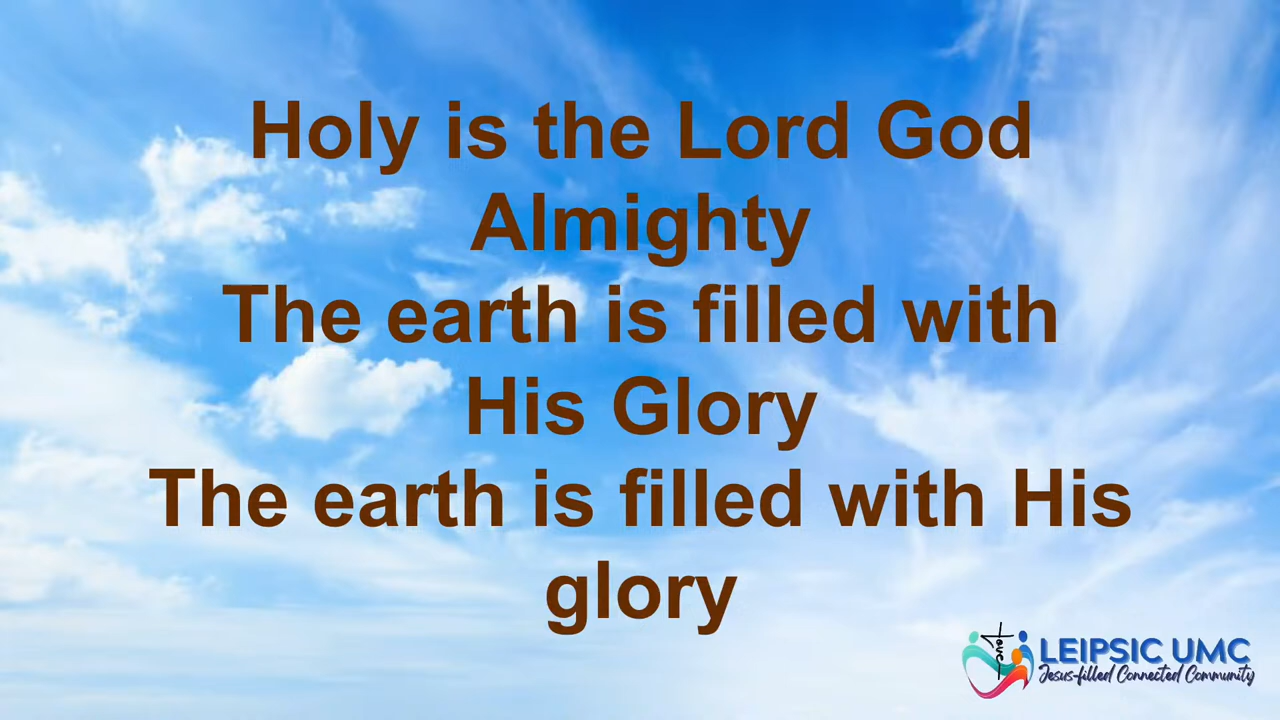 Holy is the Lord God
Almighty
The earth is filled with
His Glory
The earth is filled with His
glory
Love
LEIPSIC UMC
Jesus-filled Connected Community